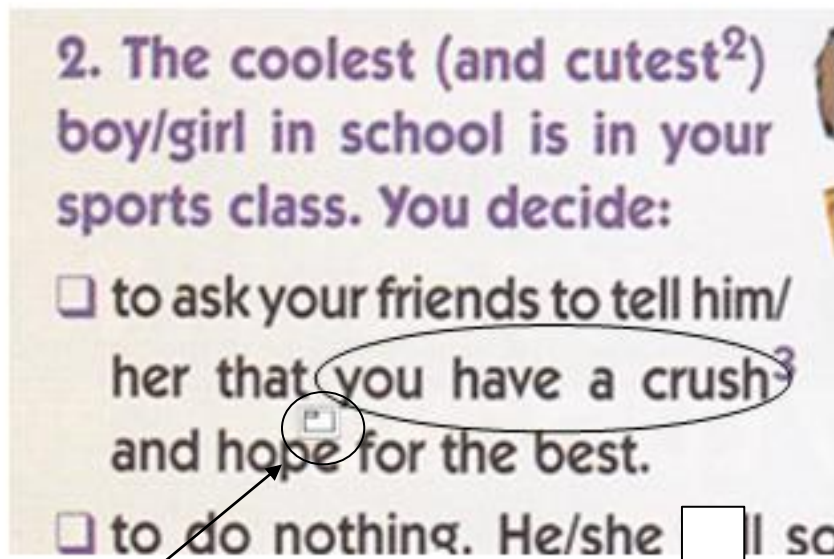 2. The coolest (and cutest²)
boy/girl in school is in your
sports class. You decide:
to ask your friends to tell him/
her that you have a crush³
and hope for the best.
to do nothing. He/she